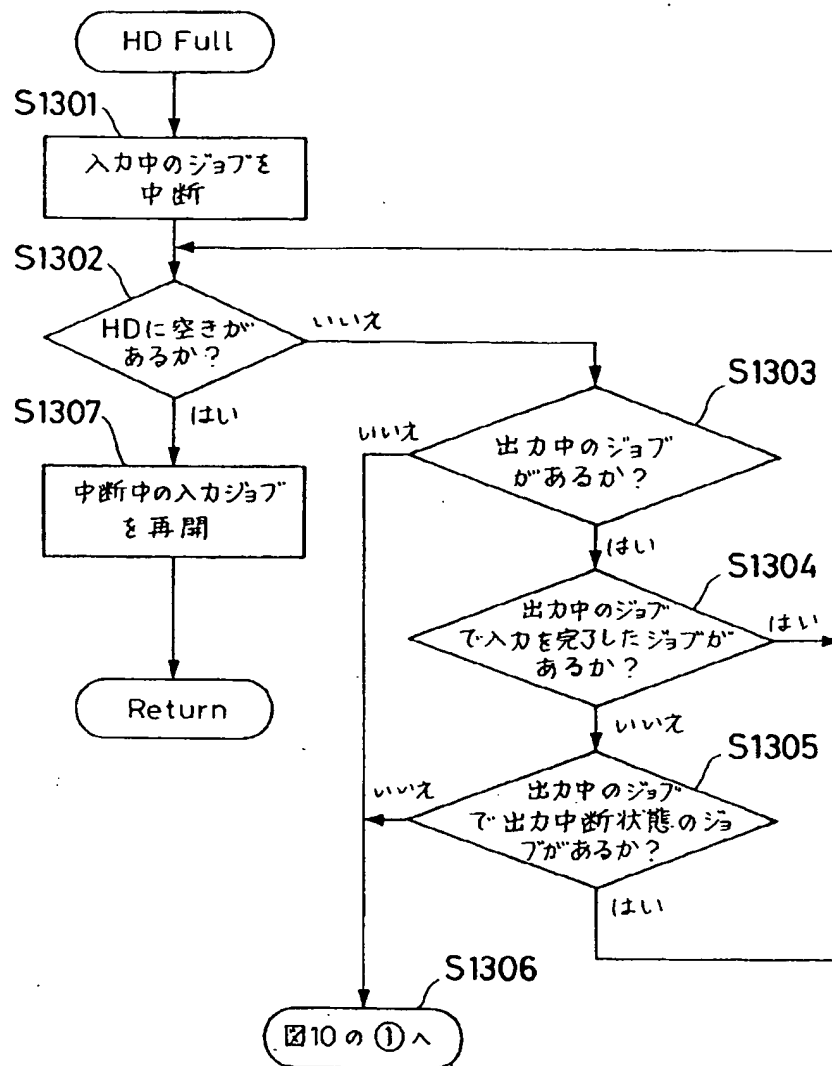 HD Full
S1301
入力中のジョブを
中断
S1302
HDに空きが
あるか?
いいえ
S1303
出力中のジョブ
があるか?
いいえ
はい
S1307
はい
中断中の入力ジョブ
を再開
S1304
出力中のジョブ
で入力を完了したジョブが
あるか?
はい
いいえ
Return
S1305
出力中のジョブ
で出力中断状態のジョ
ブがあるか?
いいえ
はい
S1306
図10の①へ